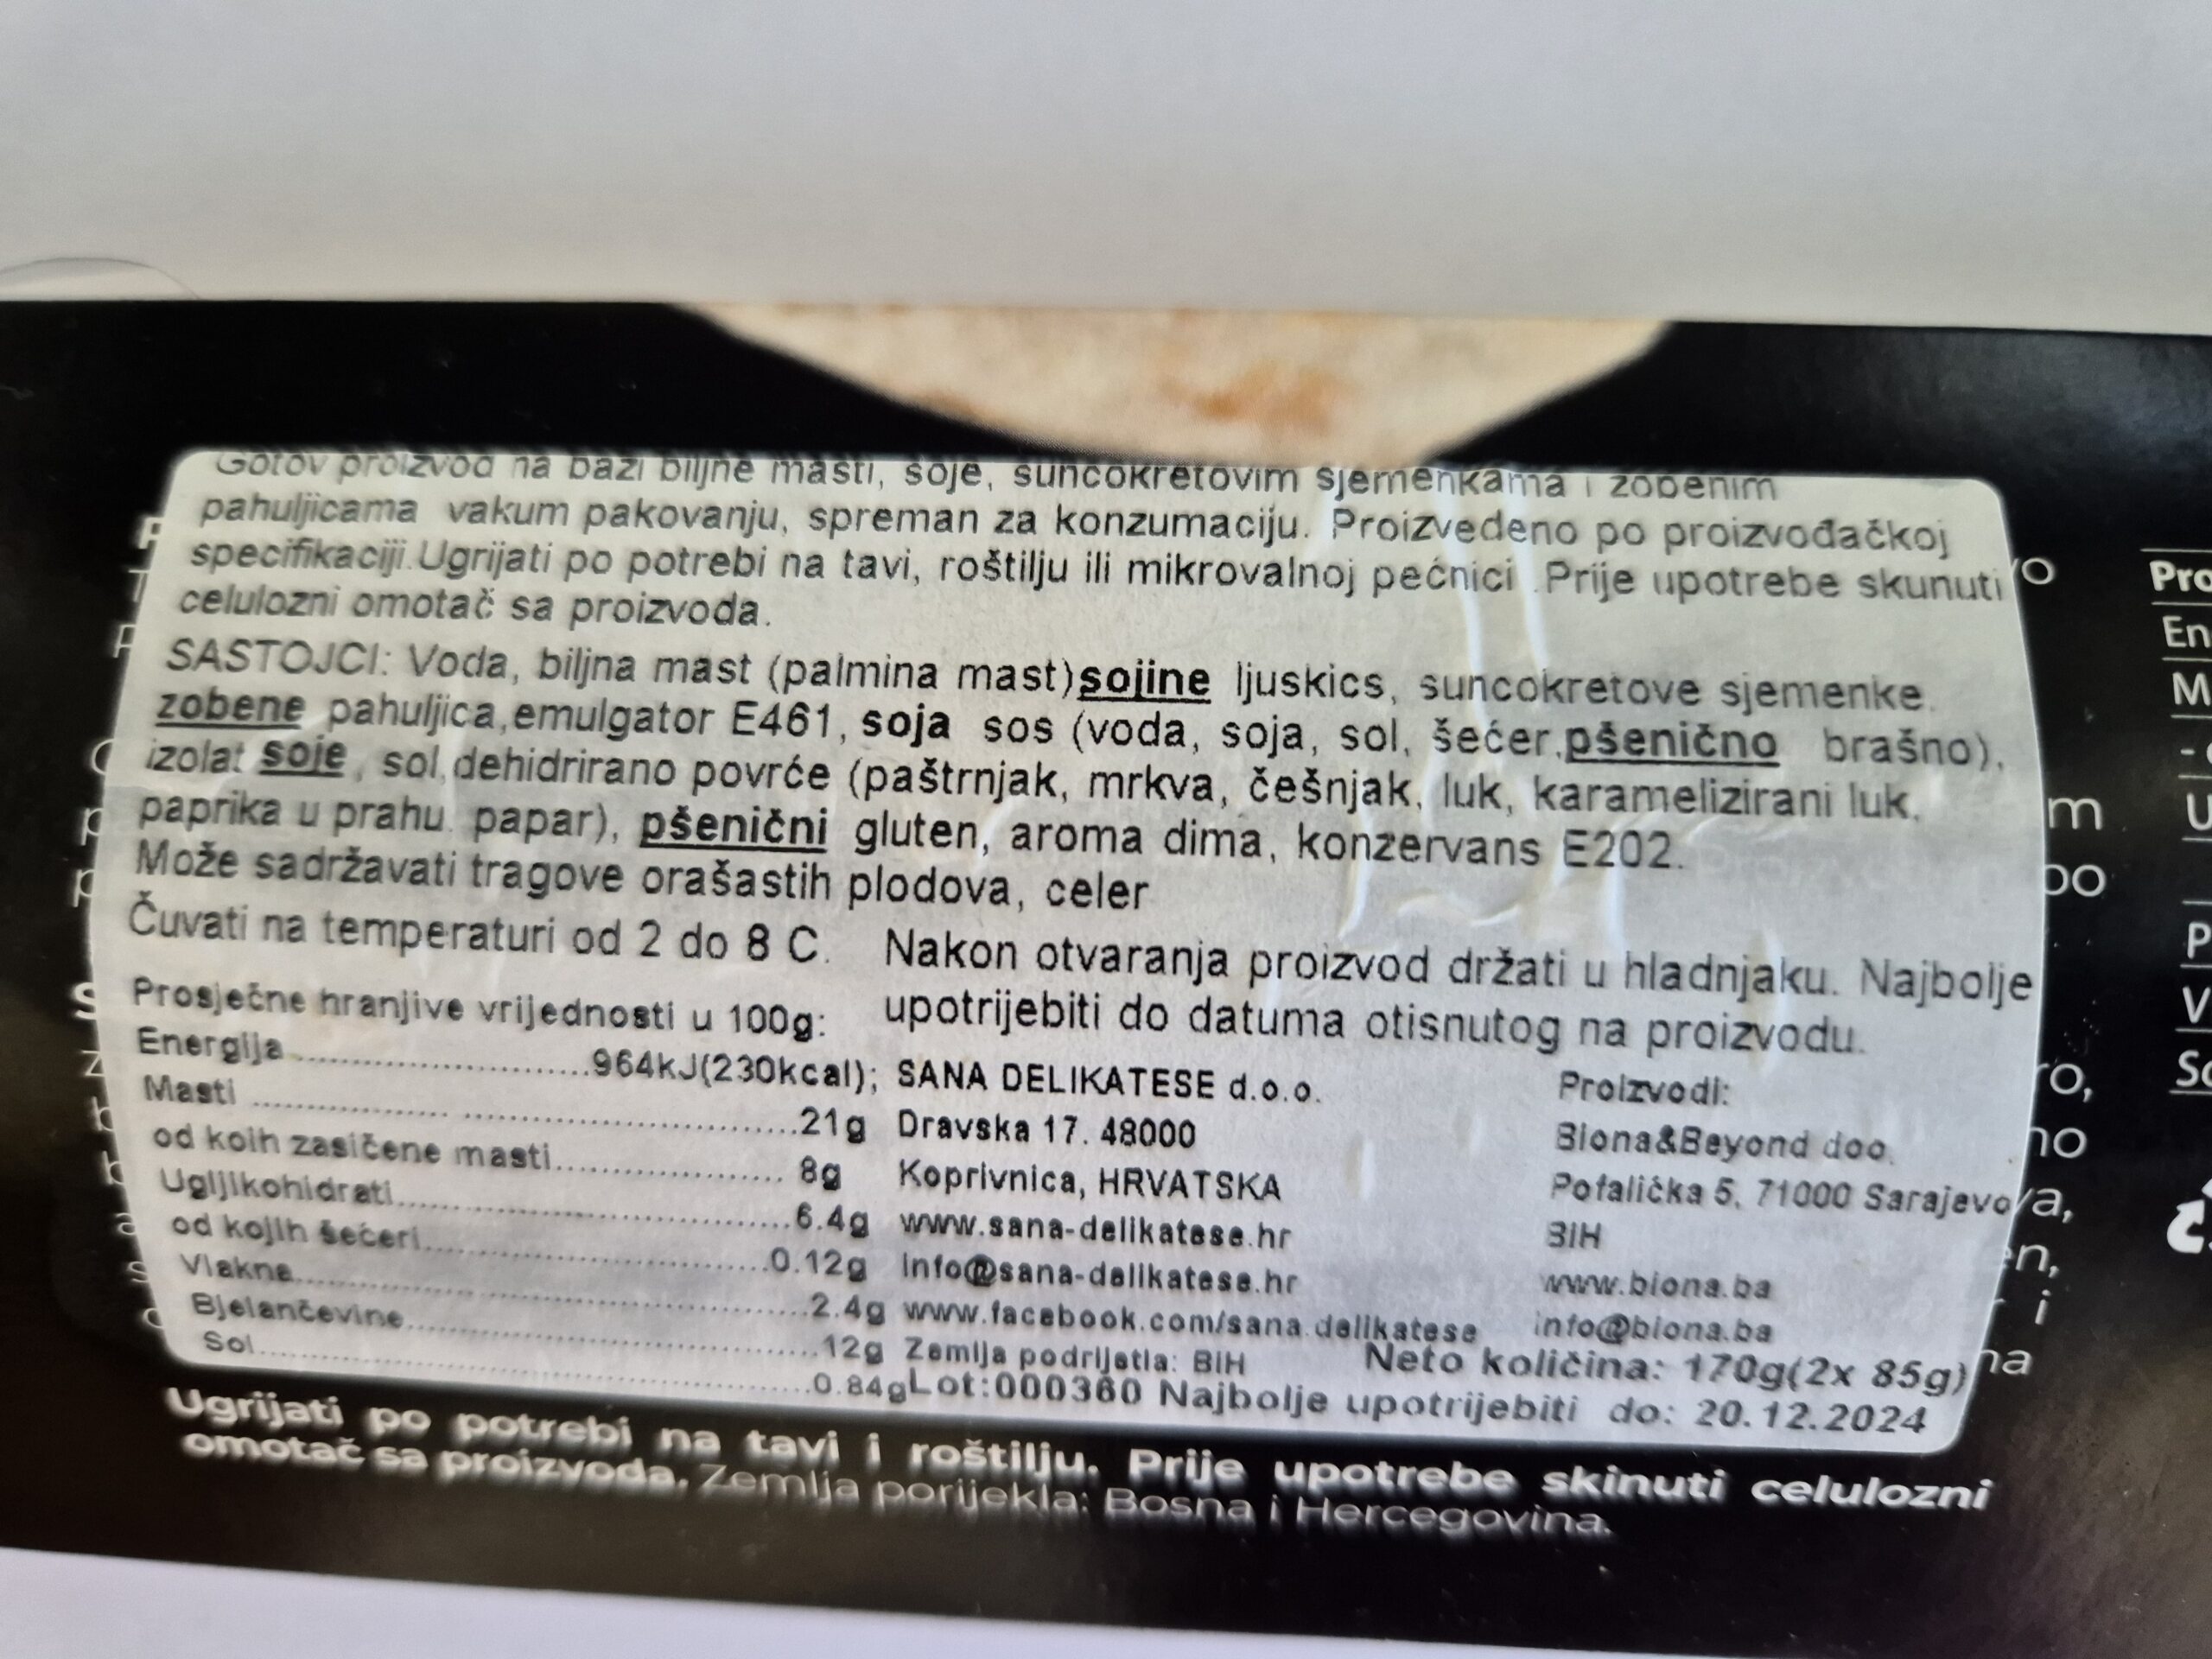 Gotov proizvod na bazi biljne masti, soje, suncokretovim sjemenkama i zobenim
pahuljicama vakum pakovanju, spreman za konzumaciju. Proizvedeno po proizvođačkoj
specifikaciji.Ugrijati po potrebi na tavi, roštilju ili mikrovalnoj pećnici .Prije upotrebe skunuti
celulozni omotač sa proizvoda.
SASTOJCI: Voda, biljna mast (palmina mast)sojine ljuskics, suncokretove sjemenke,
zobene pahuljica,emulgator E461, soja sos (voda, soja, sol, šećer,pšenično brašno),
izolat soje, sol,dehidrirano povrće (paštrnjak, mrkva, češnjak, luk, karamelizirani luk,
paprika u prahu, papar), pšenični gluten, aroma dima, konzervans E202.
Može sadržavati tragove orašastih plodova, celer
Čuvati na temperaturi od 2 do 8 C.
Nakon otvaranja proizvod držati u hladnjaku. Najbolje
upotrijebiti do datuma otisnutog na proizvodu.
Prosječne hranjive vrijednosti u 100g:
Energija..............................964kJ(230kcal);
Masti ..............................21g
od koih zasičene masti.................... 8g
Ugljikohidrati..............................6.4g
od kojih šećeri..............................0.12g
Vlakna..............................2.4g
Bjelančevine..............................12g
Sol..............................0.84g
SANA DELIKATESE d.o.o.
Dravska 17. 48000
Koprivnica, HRVATSKA
www.sana-delikatese.hr
info@sana-delikatese.hr
www.facebook.com/sana.delikatese
Zemlja podrijetla: BIH
Proizvodi:
Biona&Beyond doo.
Pofalička 5, 71000 Sarajevo
BIH
www.biona.ba
info@biona.ba
Neto količina: 170g(2x 85g)
Lot:000360 Najbolje upotrijebiti do: 20.12.2024
Ugrijati po potrebi na tavi i roštilju. Prije upotrebe skinuti celulozni
omotač sa proizvoda. Zemlja porijekla: Bosna i Hercegovina.